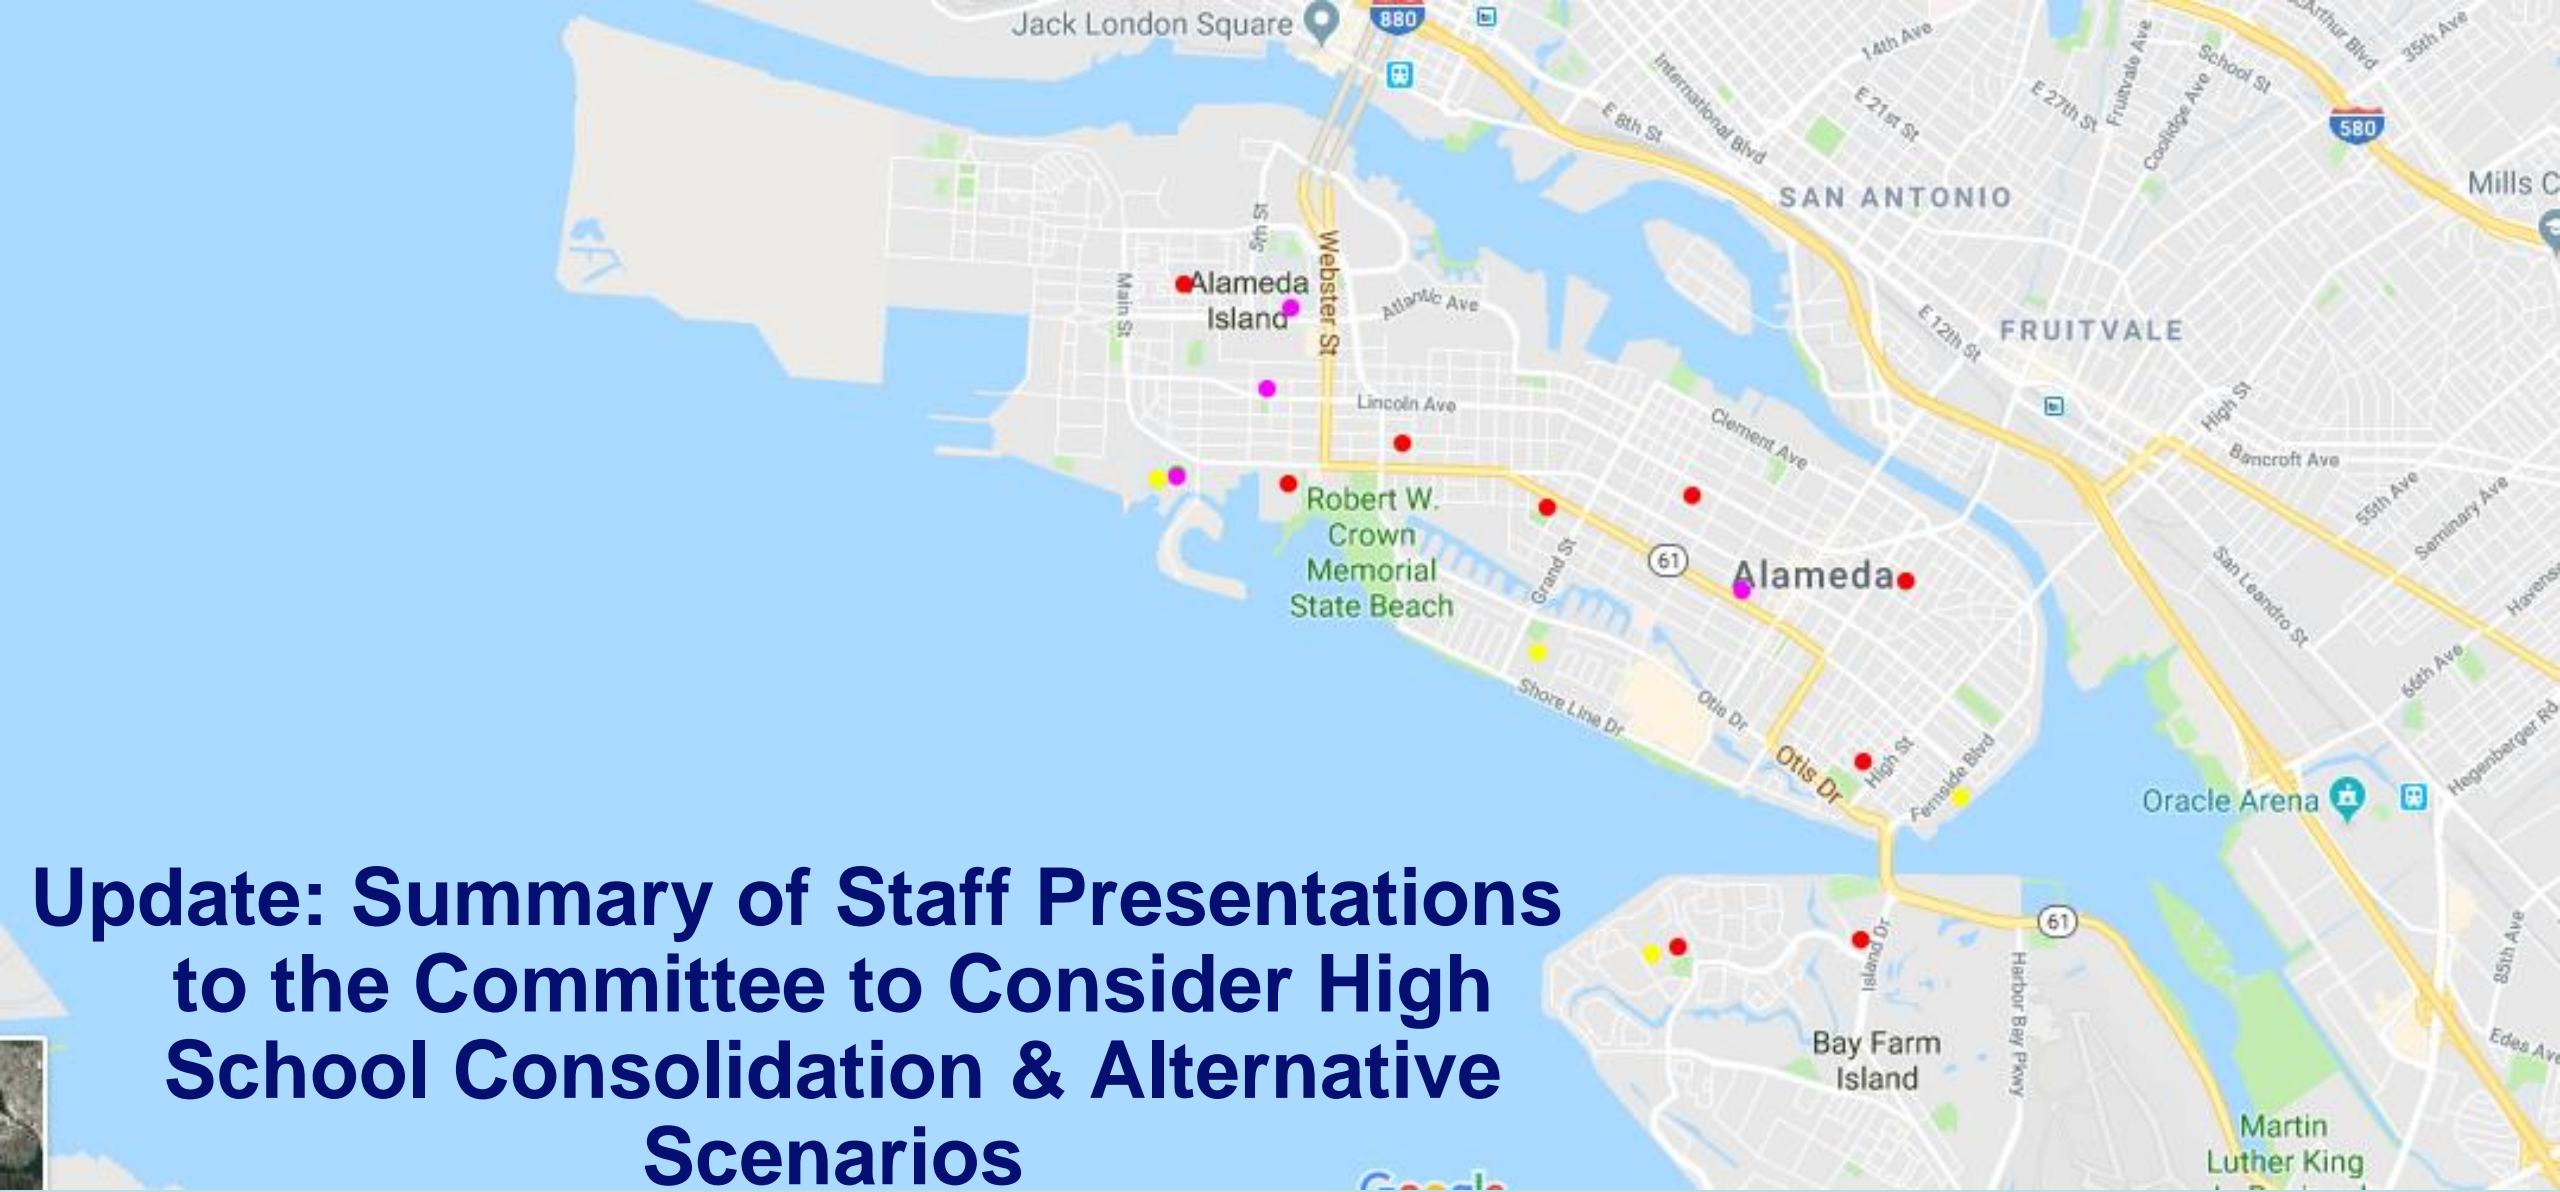 Jack London Square
880
14th Ave
Fruitvale Ave
School St
35th Ave
International Blvd
E 8th St
E 21st St
E 27th St
Coolidge Ave
580
SAN ANTONIO
Mills C
5th St
Webster St
Main St
Alameda
Island
Atlantic Ave
E 12th St
FRUITVALE
Lincoln Ave
Clement Ave
High St
Bancroft Ave
55th Ave
Seminary Ave
Robert W.
Crown
Memorial
State Beach
Grand St
61
Alameda
San Leandro St
66th Ave
Hegenberger Rd
Shore Line Dr
Otis Dr
Otis Dr
High St
Fernside Blvd
Oracle Arena
Update: Summary of Staff Presentations
to the Committee to Consider High
School Consolidation & Alternative
Scenarios
Island Dr
61
Harbor Bay Pkwy
85th Ave
Bay Farm
Island
Edes Ave
Martin
Luther King
Google